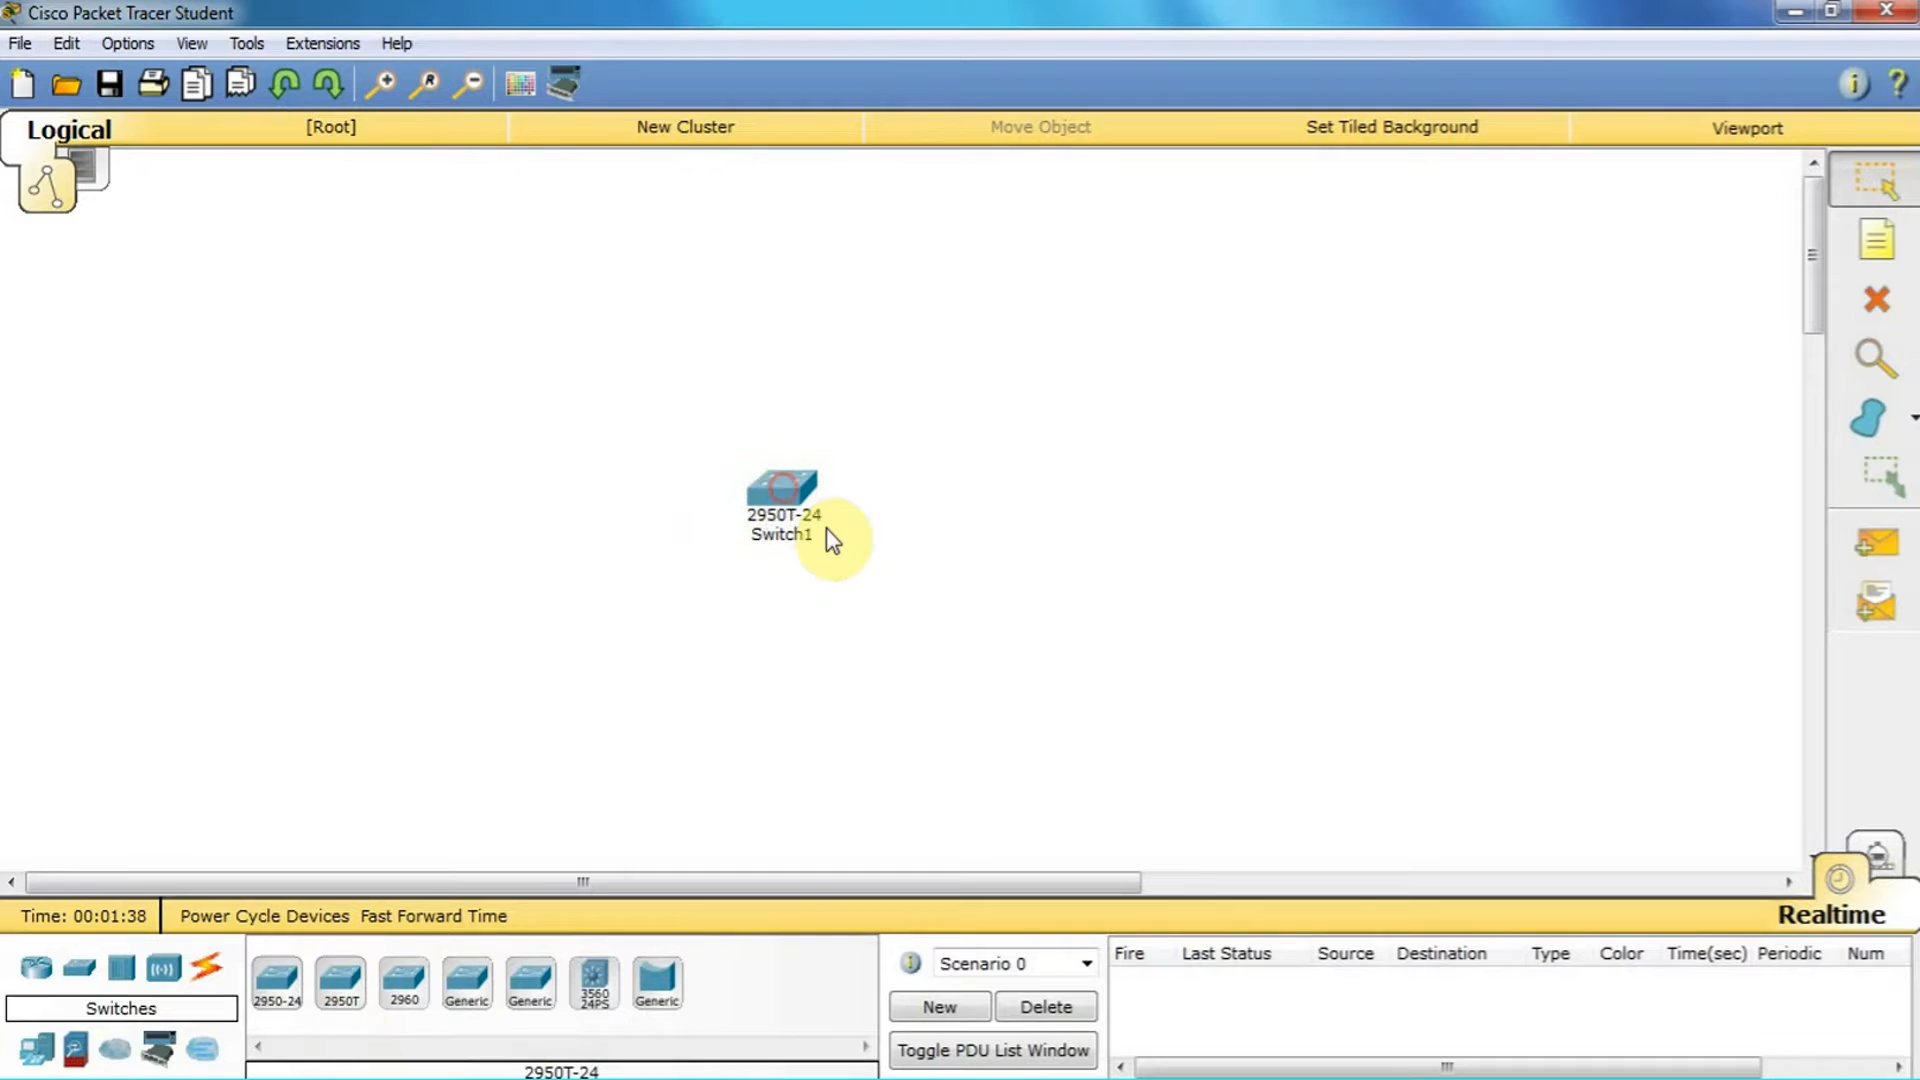 Cisco Packet Tracer Student
File Edit Options View Tools Extensions Help
R
i ?
Logical [Root] New Cluster Move Object Set Tiled Background Viewport
2950T-24
Switch1
Time: 00:01:38 Power Cycle Devices Fast Forward Time
Realtime
Fire Last Status Source Destination Type Color Time(sec) Periodic Num
i Scenario 0
2950-24 2950T 2960 Generic Generic 3560 24PS Generic
Switches
New Delete
Toggle PDU List Window
2950T-24